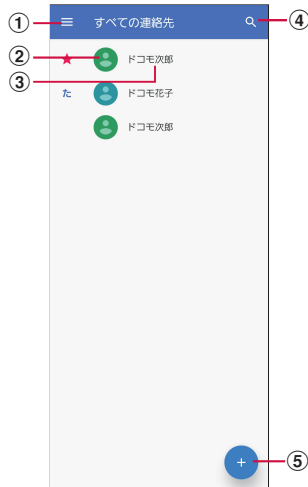 ① すべての連絡先 ④
② ★ ドコモ次郎
③
た ドコモ花子
ドコモ次郎
+ ⑤